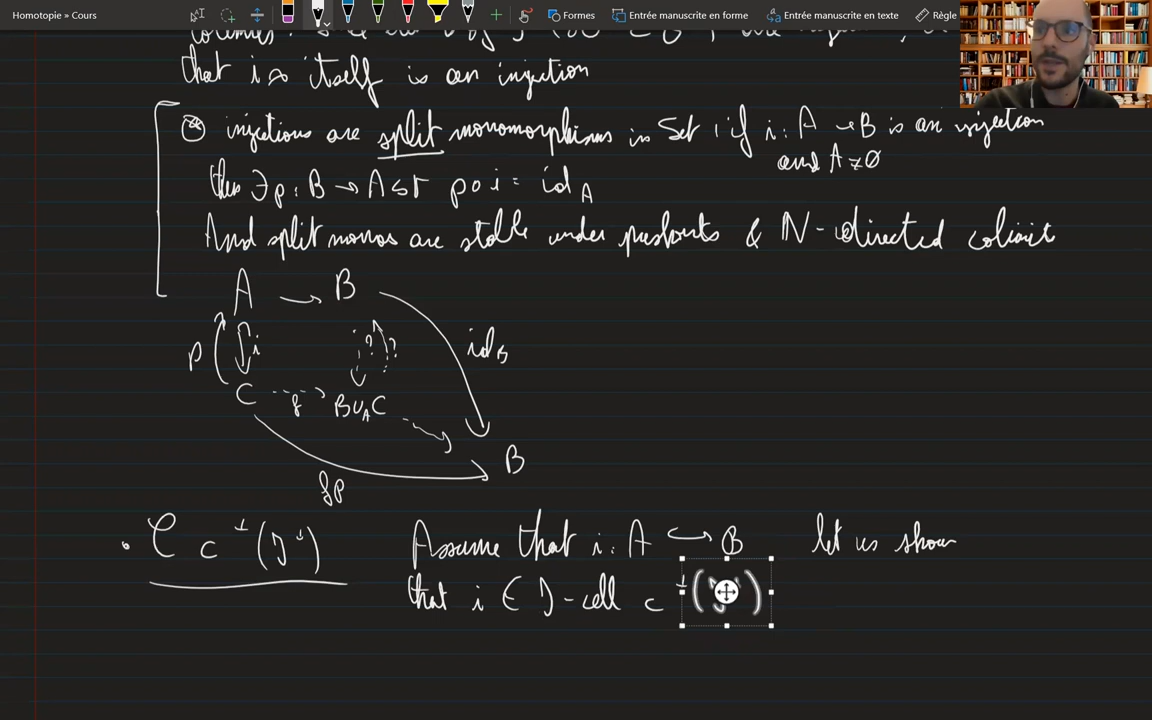 Homotopie » Cours
Formes
Entrée manuscrite en forme
Entrée manuscrite en texte
Règle
that i∞ itself is an injection
injections are split monomorphisms in Set : if i : A → B is an injection
and A ≠ ∅
then ∃ p : B → A st p o i = id_A
And split monos are stable under pushouts & N-directed colimits
A → B
p i ? ? id_B
C f B ∪_A C
B
fp
• C ⊂ ⊥(J⊥) Assume that i : A ↪ B let us show
that i ∈ J-cell ⊂ ⊥( )